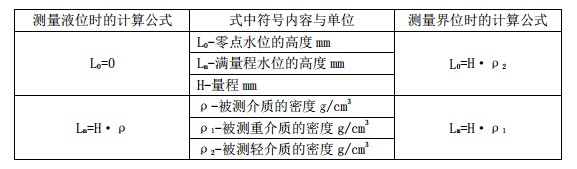 测量液位时的计算公式 式中符号内容与单位 测量界位时的计算公式
L₀=0
L₀-零点水位的高度 mm
Lₘ-满量程水位的高度 mm
H-量程 mm
L₀=H·ρ₂
Lₘ=H·ρ
ρ-被测介质的密度 g/cm³
ρ₁-被测重介质的密度 g/cm³
ρ₂-被测轻介质的密度 g/cm³
Lₘ=H·ρ₁